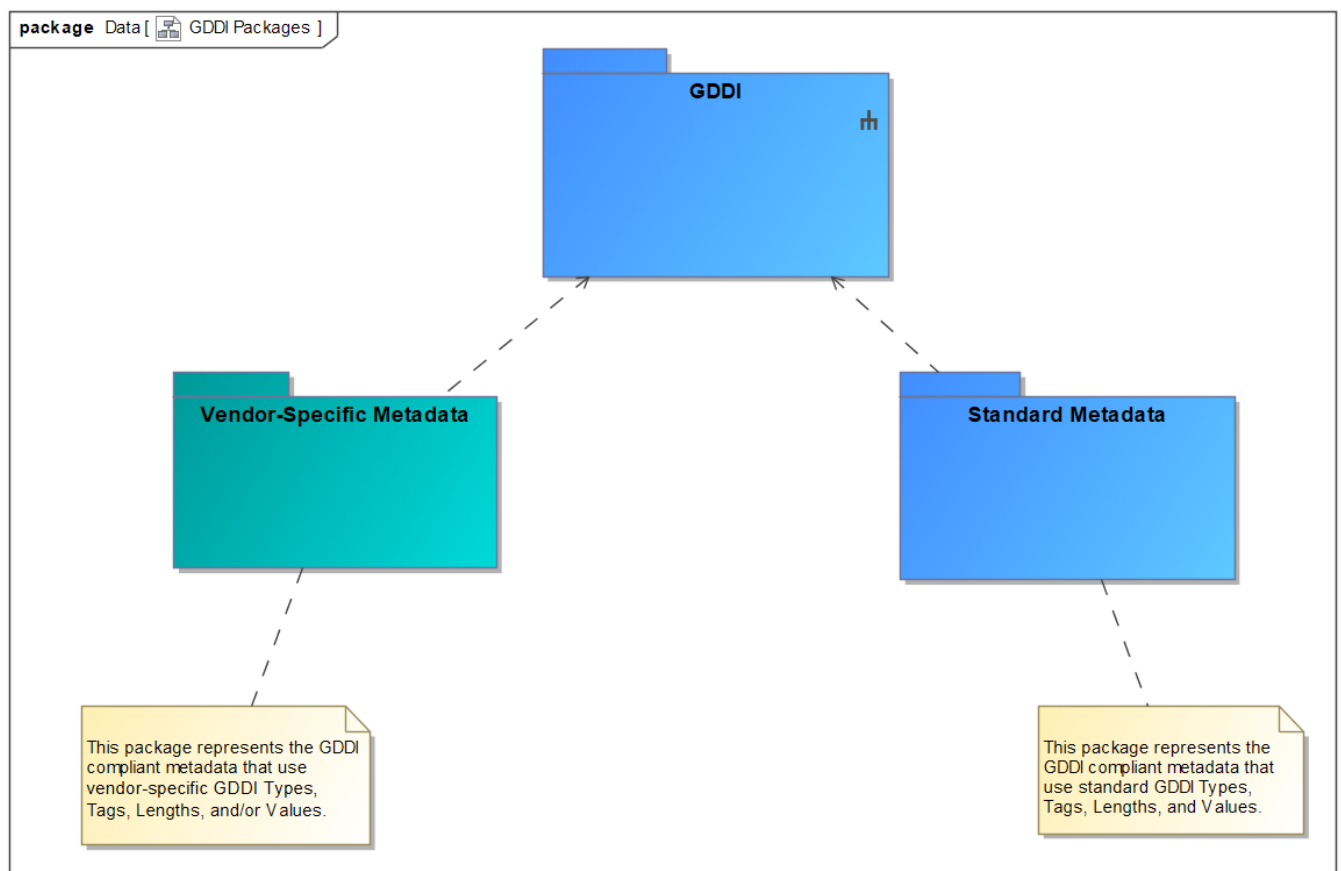 package Data [ GDDI Packages ]
GDDI
Vendor-Specific Metadata
Standard Metadata
This package represents the GDDI
compliant metadata that use
vendor-specific GDDI Types,
Tags, Lengths, and/or Values.
This package represents the
GDDI compliant metadata that
use standard GDDI Types,
Tags, Lengths, and Values.